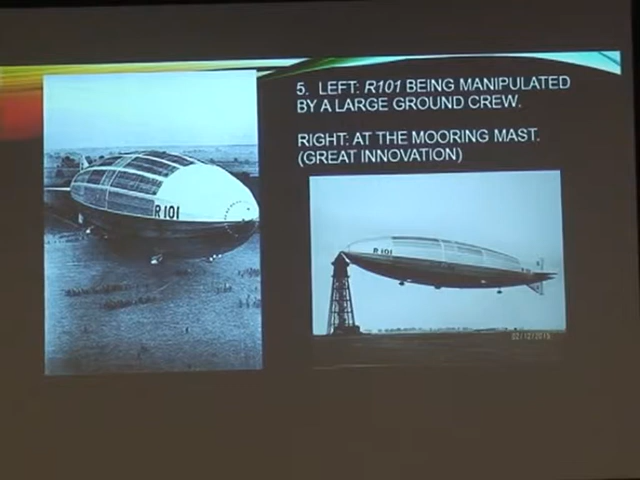 5. LEFT: R101 BEING MANIPULATED
BY A LARGE GROUND CREW.
RIGHT: AT THE MOORING MAST.
(GREAT INNOVATION)
R 101
R 101
02/12/2015